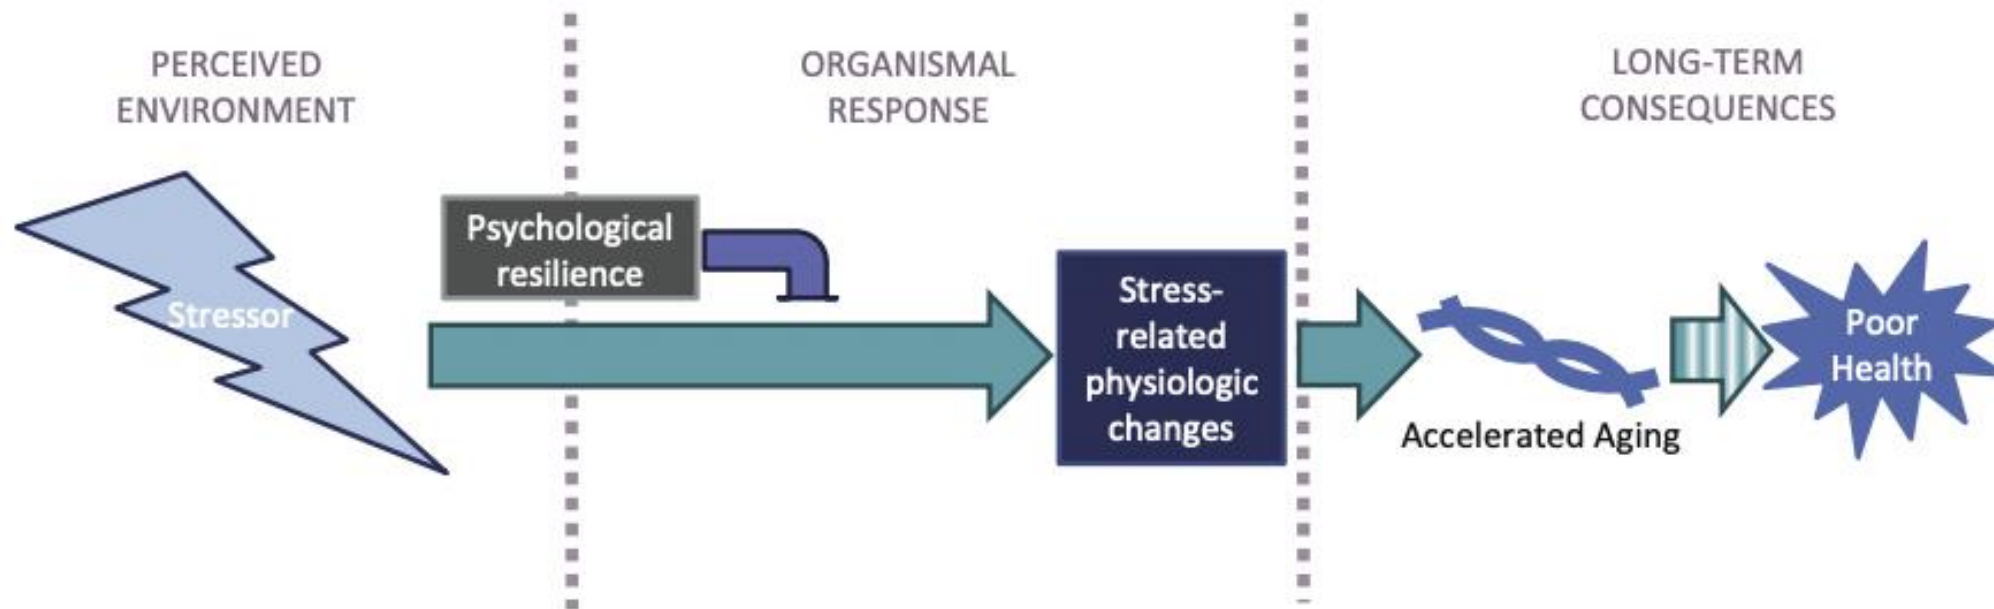 PERCEIVED
ENVIRONMENT
ORGANISMAL
RESPONSE
LONG-TERM
CONSEQUENCES
Stressor
Psychological
resilience
Stress-
related
physiologic
changes
Accelerated Aging
Poor
Health